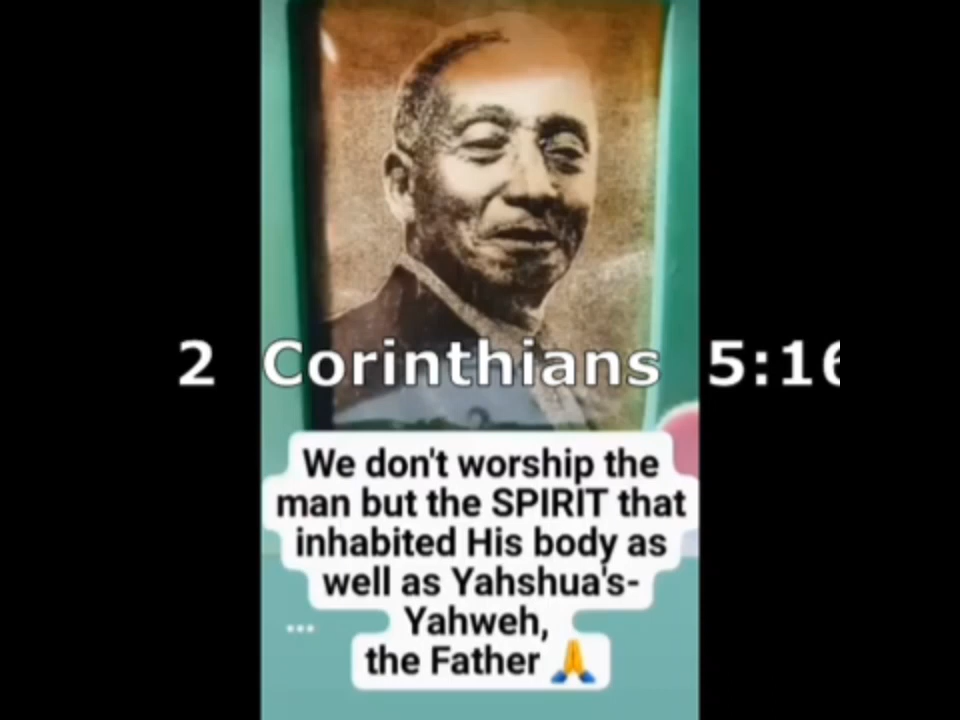 2 Corinthians 5:16
We don't worship the
man but the SPIRIT that
inhabited His body as
well as Yahshua's-
Yahweh,
the Father 🙏
...